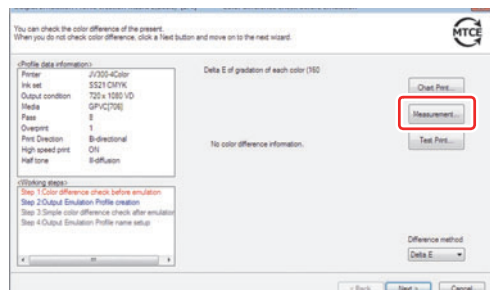 You can check the color difference of the present.
When you do not check color difference, click a Next button and move on to the next wizard.
MTCE
<Profile data information>
Printer JV300-4Color
Ink set SS21 CMYK
Output condition 720 x 1080 VD
Media GPVC[706]
Pass 8
Overprint 1
Print Direction Bi-directional
High speed print ON
Half tone Il-diffusion
Delta E of gradation of each color (160
No color difference information.
Chart Print...
Measurement...
Test Print...
<Working steps>
Step 1:Color difference check before emulation
Step 2:Output Emulation Profile creation
Step 3:Simple color difference check after emulation
Step 4:Output Emulation Profile name setup
Difference method
Delta E
< Back
Next >
Cancel